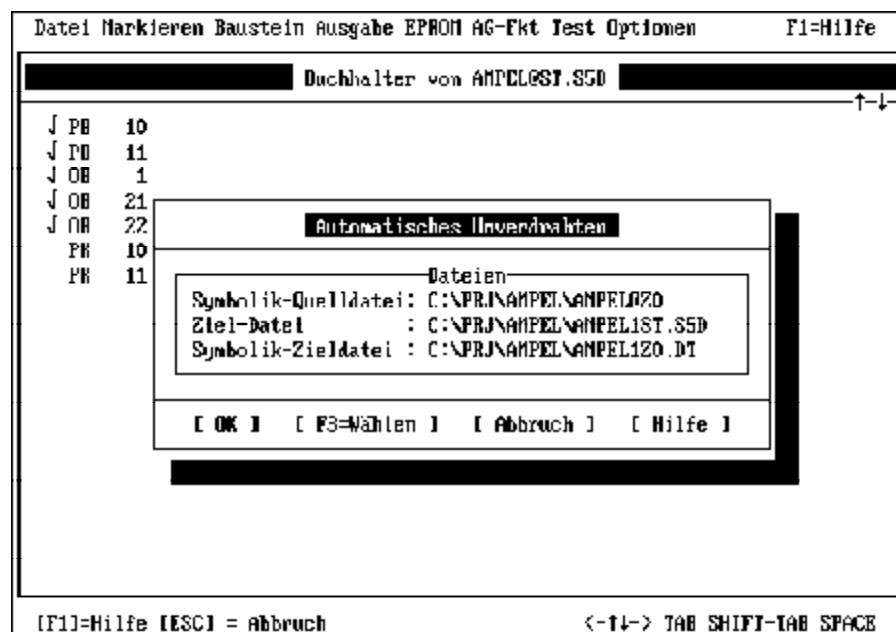 Datei Markieren Baustein Ausgabe EPROM AG-Fkt Test Optionen F1=Hilfe
Buchhalter von AMPEL@ST.S5D
↑-↓-
√ PB 10
√ PB 11
√ OB 1
√ OB 21
√ OB 22
PK 10
PK 11
Automatisches Umverdrahten
Dateien
Symbolik-Quelldatei: C:\PRJ\AMPEL\AMPEL@Z0
Ziel-Datei : C:\PRJ\AMPEL\AMPEL1ST.S5D
Symbolik-Zieldatei : C:\PRJ\AMPEL\AMPEL1Z0.DT
[ OK ] [ F3=Wählen ] [ Abbruch ] [ Hilfe ]
[F1]=Hilfe [ESC] = Abbruch <-↑↓-> TAB SHIFT-TAB SPACE